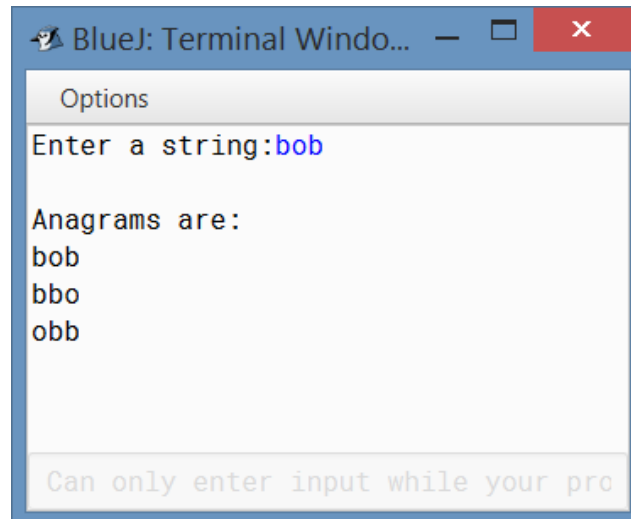 BlueJ: Terminal Windo...
Options
Enter a string:bob
Anagrams are:
bob
bbo
obb
Can only enter input while your pro